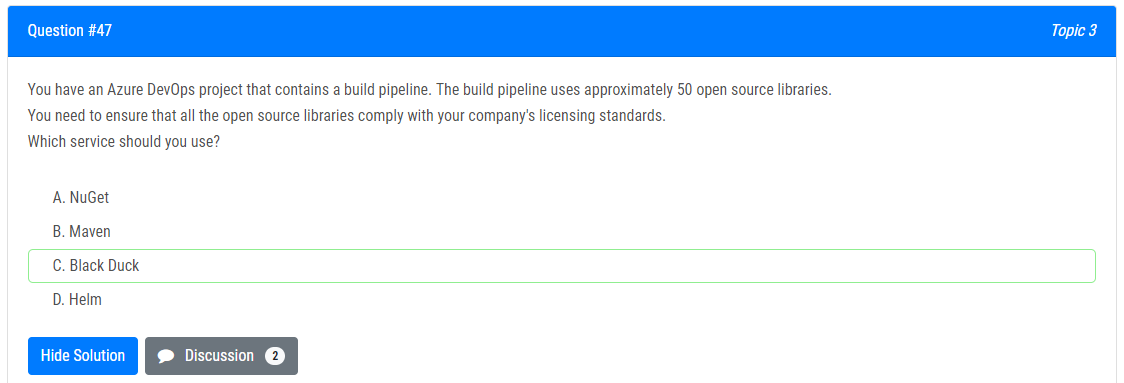 Question #47
Topic 3
You have an Azure DevOps project that contains a build pipeline. The build pipeline uses approximately 50 open source libraries.
You need to ensure that all the open source libraries comply with your company's licensing standards.
Which service should you use?
A. NuGet
B. Maven
C. Black Duck
D. Helm
Hide Solution
Discussion 2